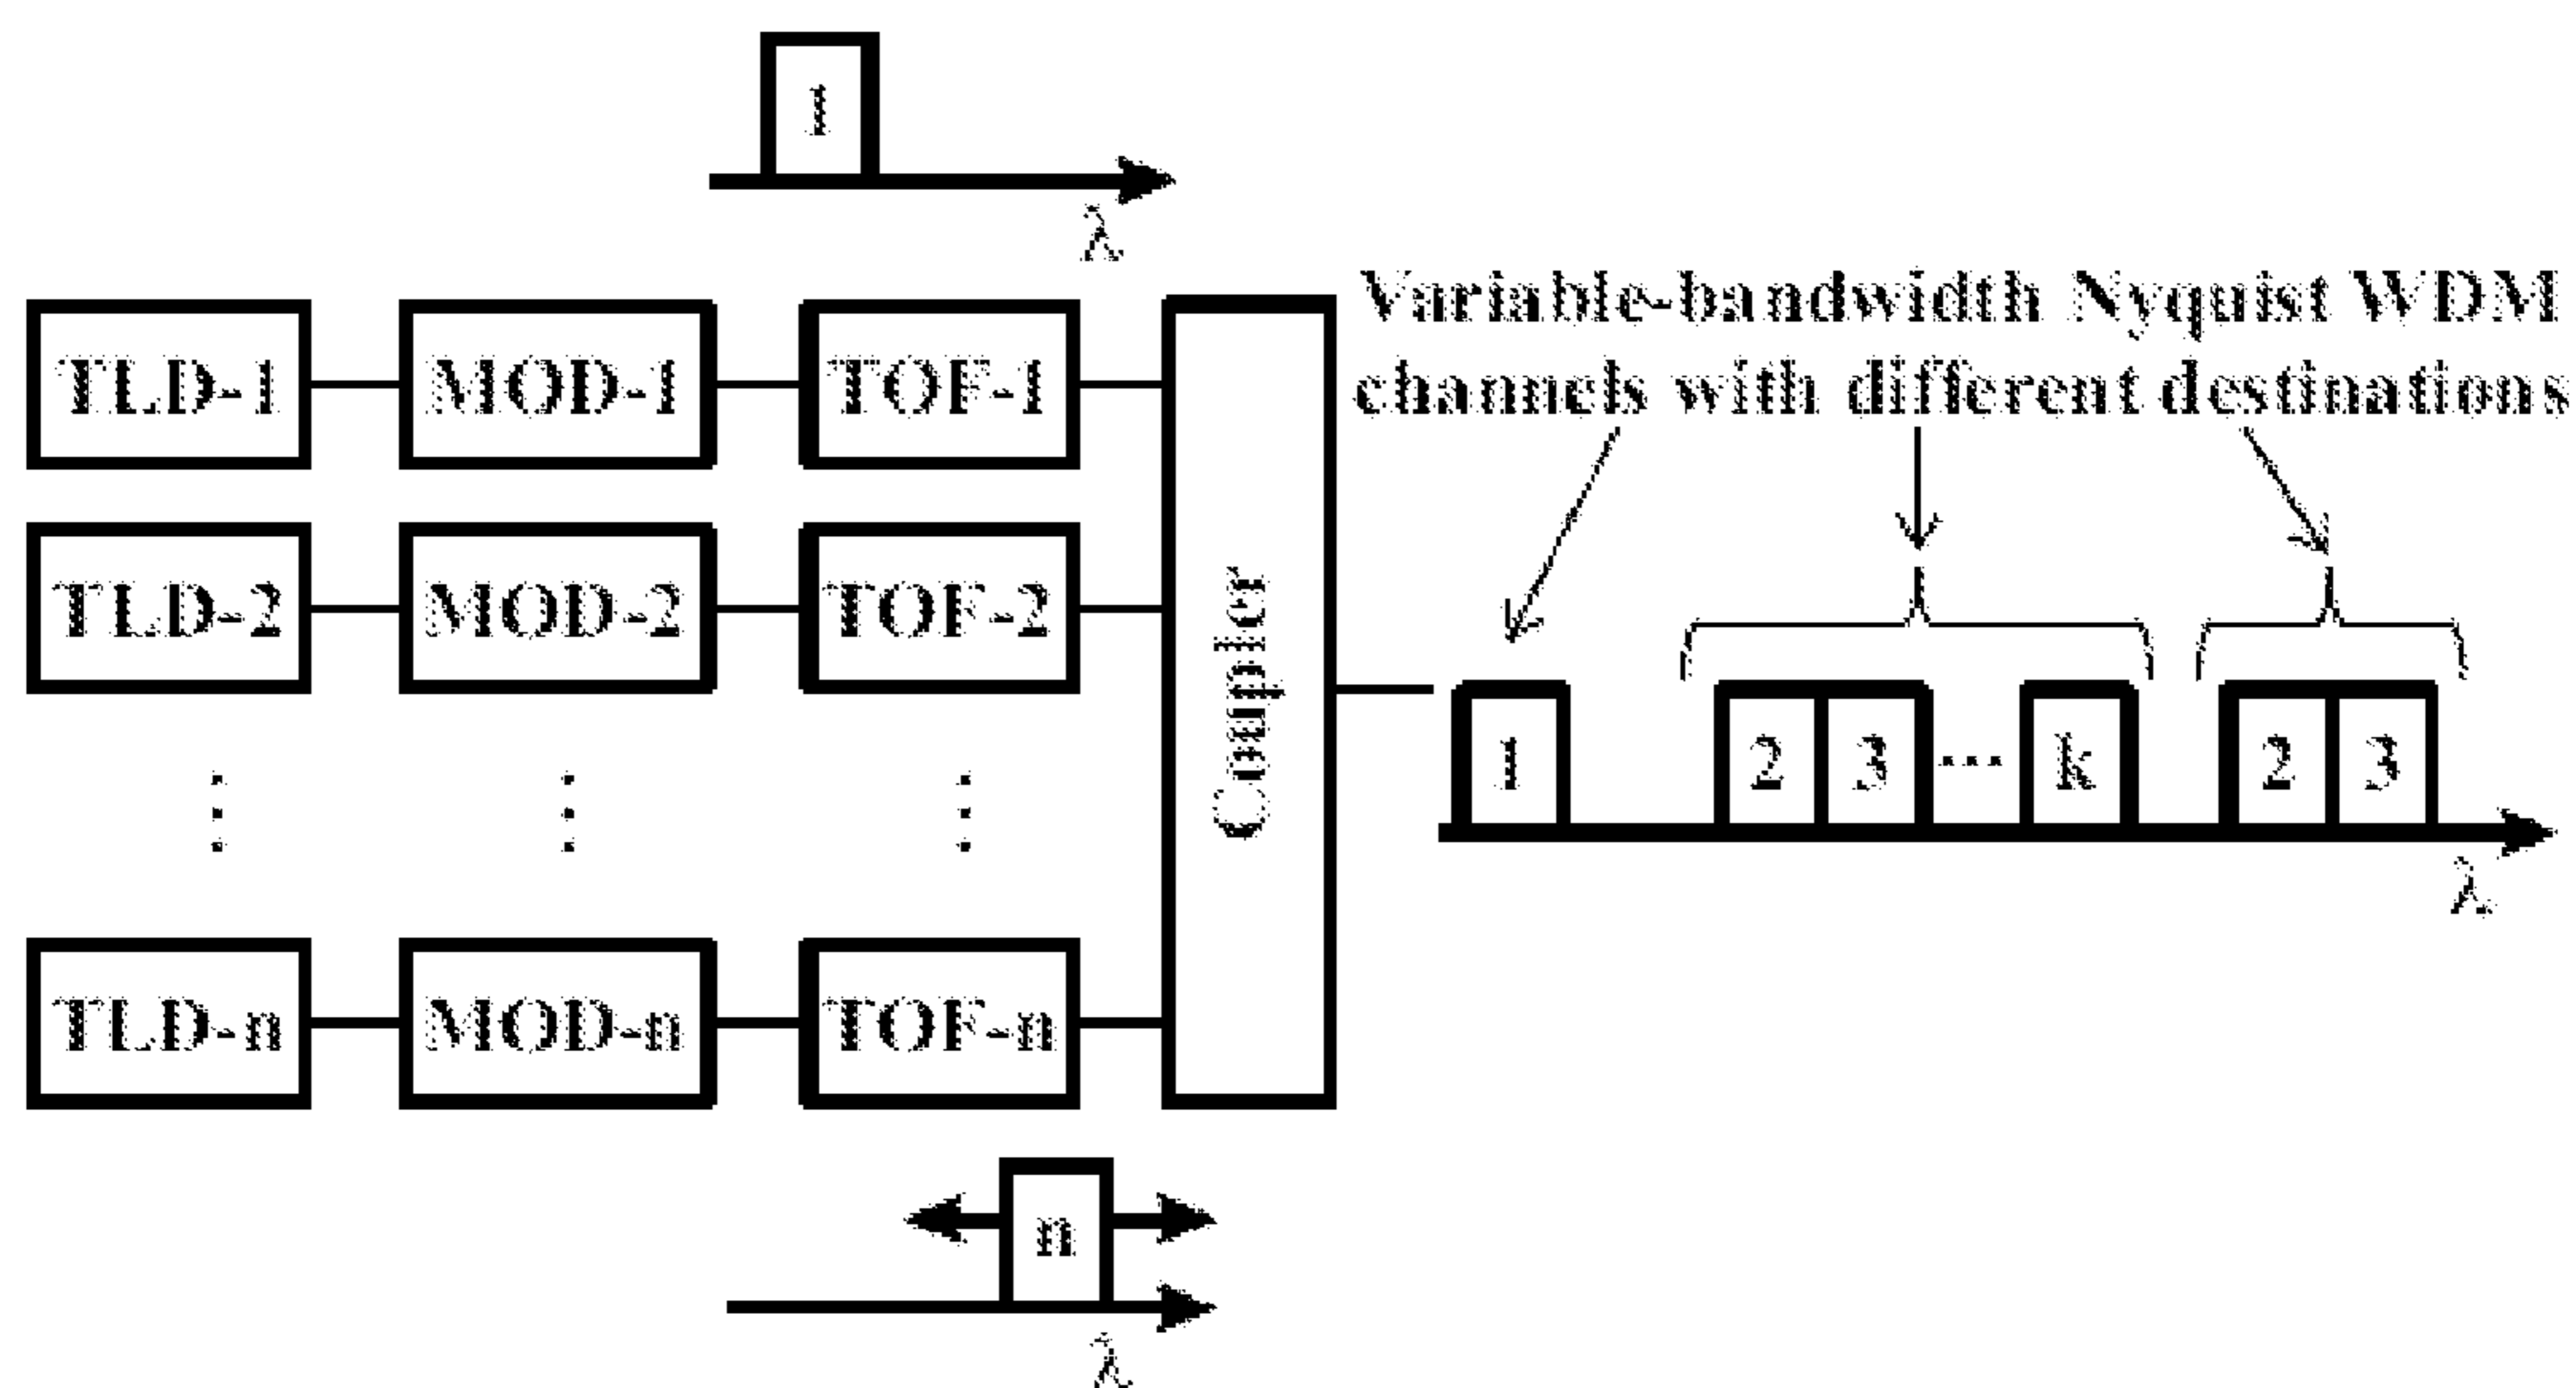 1
λ
Variable-bandwidth Nyquist WDM
channels with different destinations
TLD-1 MOD-1 TOF-1
TLD-2 MOD-2 TOF-2
Coupler
1 2 3 ... k 2 3
λ
TLD-n MOD-n TOF-n
n
λ